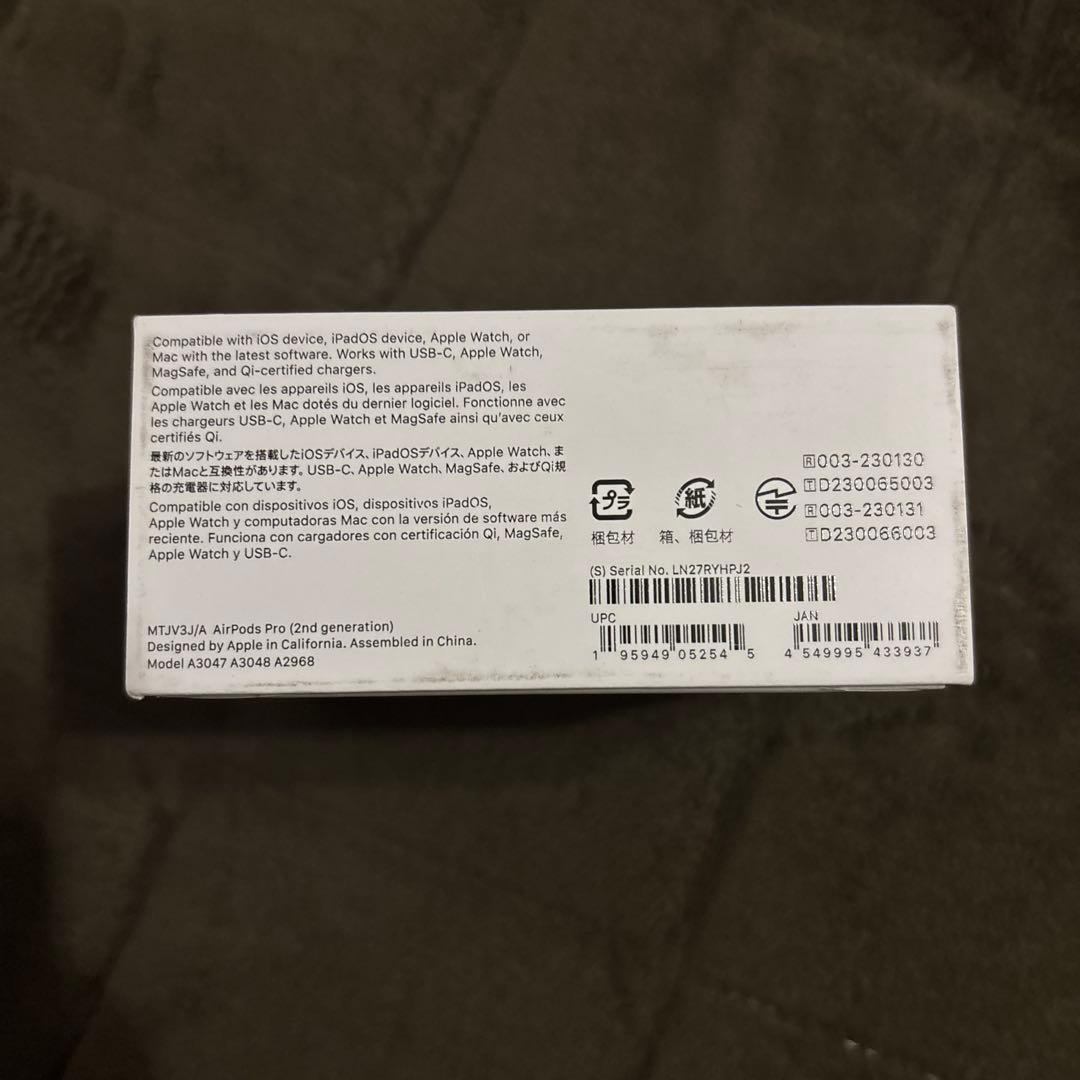 Compatible with iOS device, iPadOS device, Apple Watch, or
Mac with the latest software. Works with USB-C, Apple Watch,
MagSafe, and Qi-certified chargers.
Compatible avec les appareils iOS, les appareils iPadOS, les
Apple Watch et les Mac dotés du dernier logiciel. Fonctionne avec
les chargeurs USB-C, Apple Watch et MagSafe ainsi qu'avec ceux
certifiés Qi.
最新のソフトウェアを搭載したiOSデバイス、iPadOSデバイス、Apple Watch、ま
たはMacと互換性があります。USB-C、Apple Watch、MagSafe、およびQi規
格の充電器に対応しています。
Compatible con dispositivos iOS, dispositivos iPadOS,
Apple Watch y computadoras Mac con la versión de software más
reciente. Funciona con cargadores con certificación Qi, MagSafe,
Apple Watch y USB-C.
MTJV3J/A AirPods Pro (2nd generation)
Designed by Apple in California. Assembled in China.
Model A3047 A3048 A2968
プラ
梱包材
紙
箱、梱包材
R 003-230130
T D230065003
R 003-230131
T D230066003
(S) Serial No. LN27RYHPJ2
UPC
1 95949 05254 5
JAN
4 549995 433937